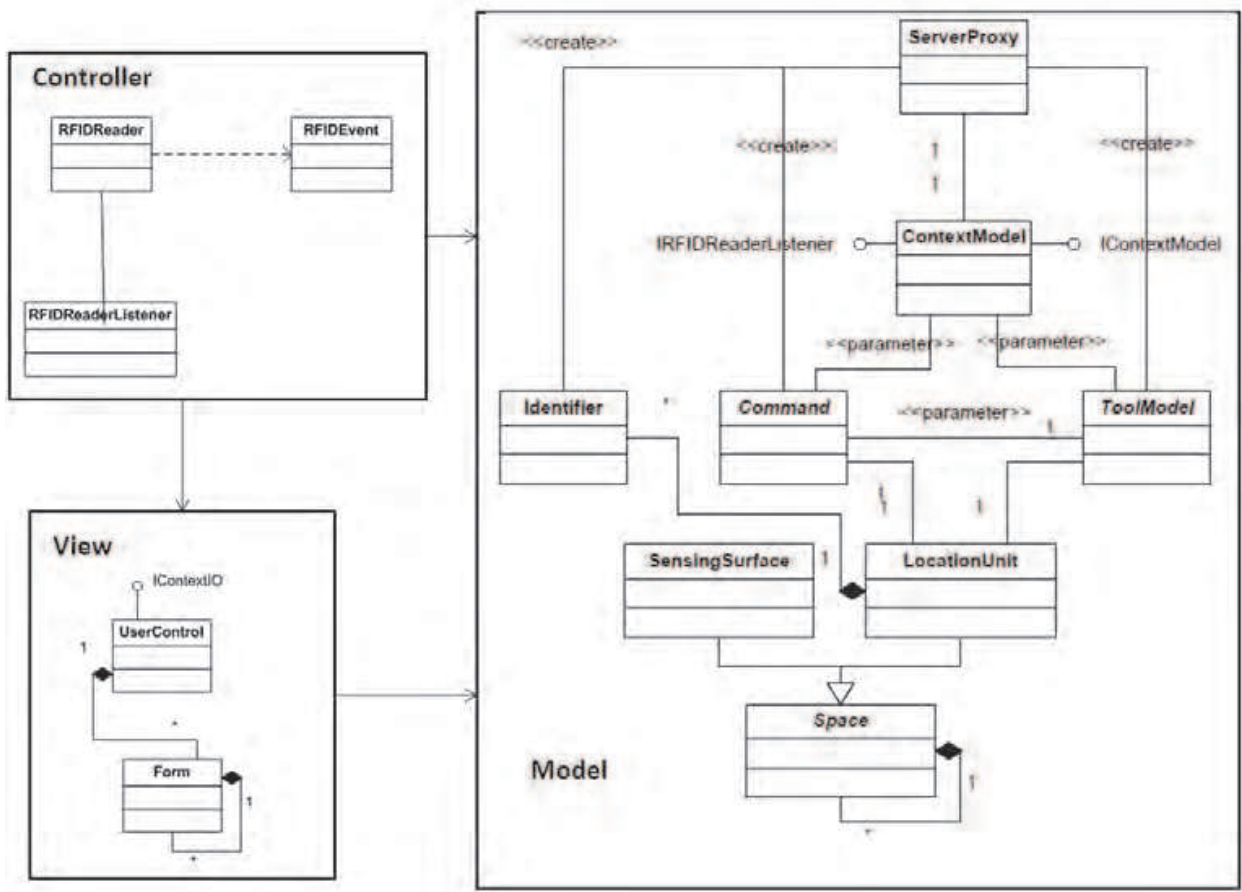 Controller
RFIDReader
RFIDEvent
RFIDReaderListener
View
IContextIO
UserControl
1
*
Form
1
*
<<create>>
ServerProxy
<<create>>
<<create>>
1
1
IRFIDReaderListener
ContextModel
IContextModel
<<parameter>>
<<parameter>>
Identifier
*
Command
<<parameter>>
1
ToolModel
1
1
1
SensingSurface
1
LocationUnit
Space
1
*
Model